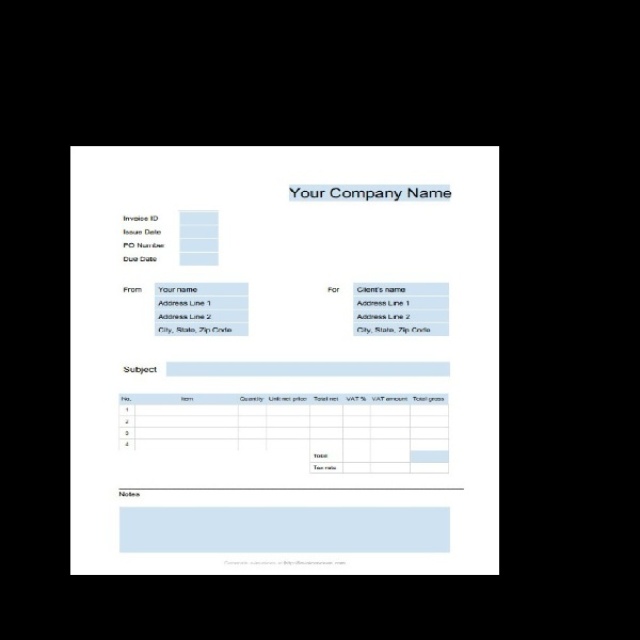 Your Company Name
Invoice ID
Issue Date
PO Number
Due Date
From Your name For Client's name
Address Line 1 Address Line 1
Address Line 2 Address Line 2
City, State, Zip Code City, State, Zip Code
Subject
No. Item Quantity Unit net price Total net VAT % VAT amount Total gross
1
2
3
4
Total
Tax rate
Notes